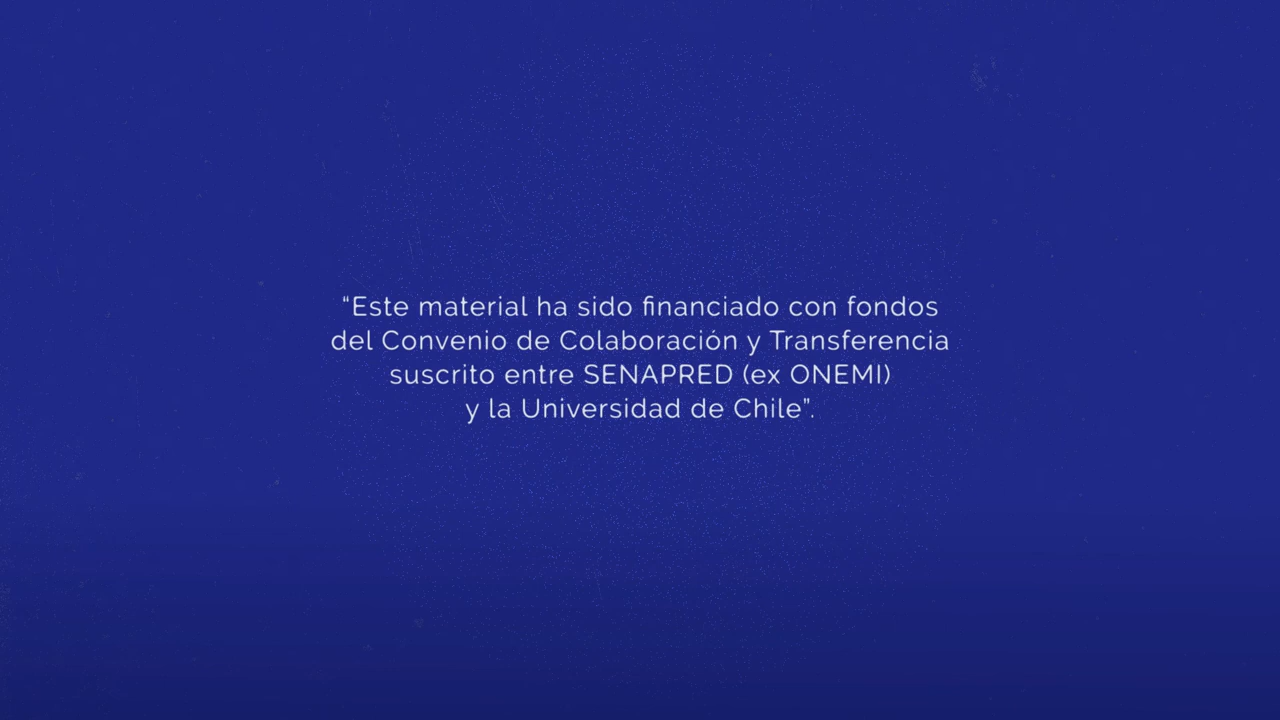 “Este material ha sido financiado con fondos
del Convenio de Colaboración y Transferencia
suscrito entre SENAPRED (ex ONEMI)
y la Universidad de Chile”.